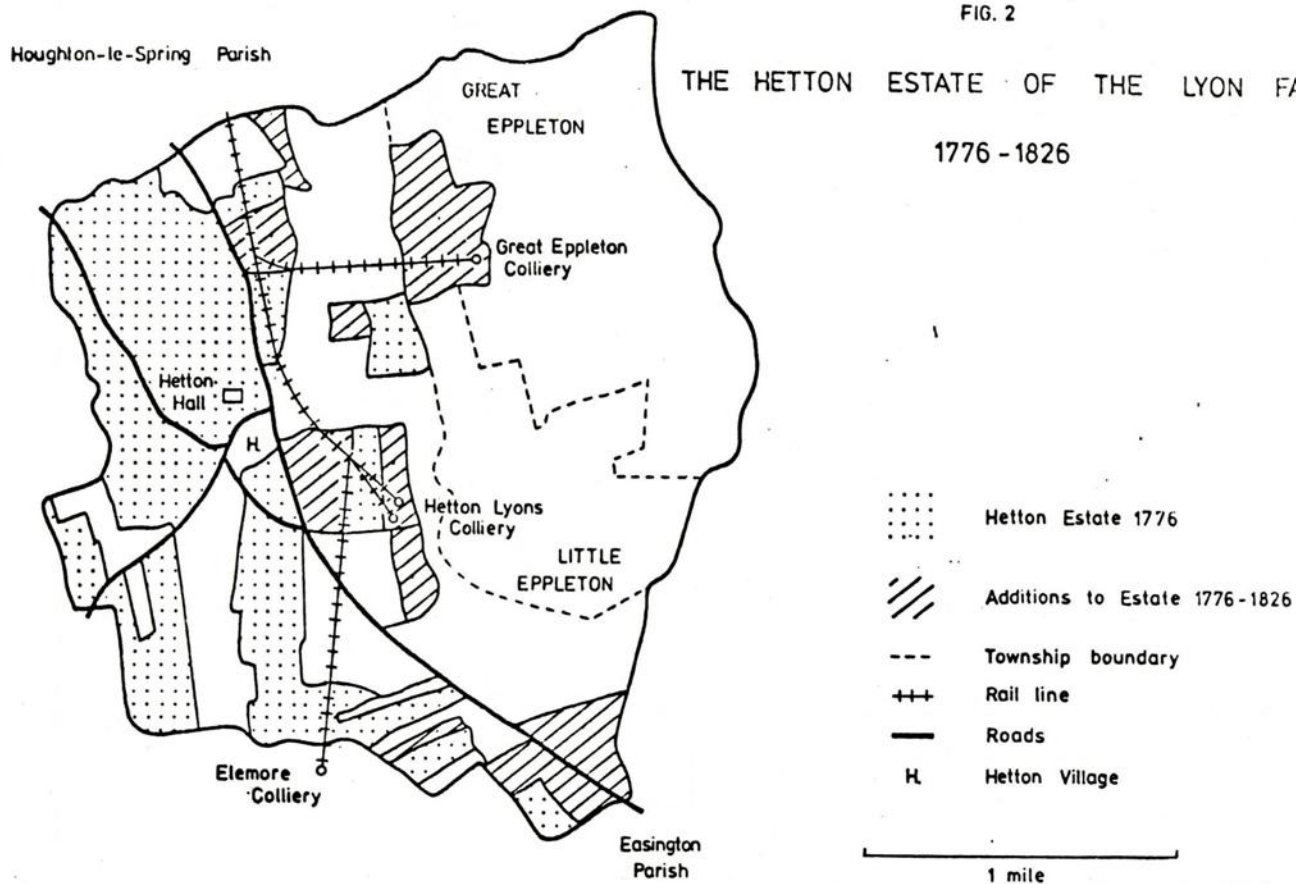 FIG. 2
THE HETTON ESTATE OF THE LYON FA
1776 - 1826
Houghton-le-Spring Parish
GREAT
EPPLETON
Great Eppleton
Colliery
Hetton
Hall
H.
Hetton Lyons
Colliery
LITTLE
EPPLETON
Elemore
Colliery
Easington
Parish
Hetton Estate 1776
Additions to Estate 1776-1826
Township boundary
Rail line
Roads
H. Hetton Village
1 mile